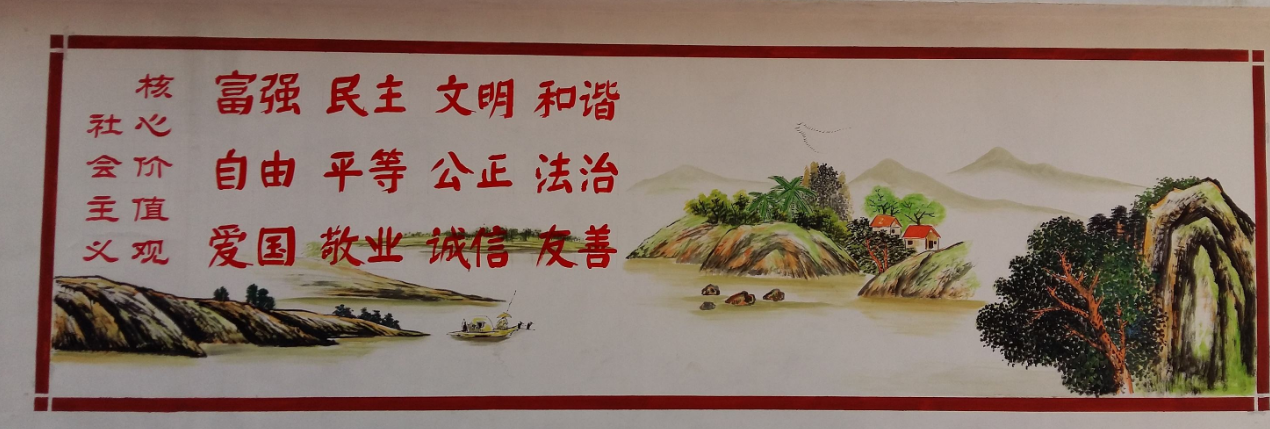 社会主义
核心价值观
富强 民主 文明 和谐
自由 平等 公正 法治
爱国 敬业 诚信 友善